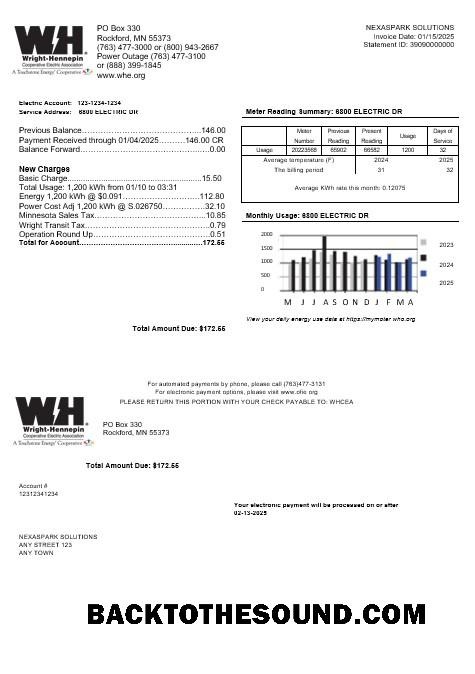 WH
Wright-Hennepin
Cooperative Electric Association
A Touchstone Energy® Cooperative
PO Box 330
Rockford, MN 55373
(763) 477-3000 or (800) 943-2667
Power Outage (763) 477-3100
or (888) 399-1845
www.whe.org
NEXASPARK SOLUTIONS
Invoice Date: 01/15/2025
Statement ID: 39090000000
Electric Account: 123-1234-1234
Service Address: 6800 ELECTRIC DR
Previous Balance 146.00
Payment Received through 01/04/2025 146.00 CR
Balance Forward 0.00
New Charges
Basic Charge 15.50
Total Usage: 1,200 kWh from 01/10 to 03:31
Energy 1,200 kWh @ $0.091 112.80
Power Cost Adj 1,200 kWh @ S.026750 32.10
Minnesota Sales Tax 10.85
Wright Transit Tax 0.79
Operation Round Up 0.51
Total for Account 172.55
Total Amount Due: $172.55
Meter Reading Summary: 6800 ELECTRIC DR
Meter Number Previous Reading Present Reading Usage Days of Service
Usage 20223568 65902 66582 1200 32
Average temperature (F) 2024 2025
The billing period 31 32
Average KWh rate this month: 0.12075
Monthly Usage: 6800 ELECTRIC DR
2000
1500
1000
500
0
M J J A S O N D J F M A
2023
2024
2025
View your daily energy use data at https://mymeter.who.org
For automated payments by phone, please call (763)477-3131
For electronic payment options, please visit www.ohe.org
PLEASE RETURN THIS PORTION WITH YOUR CHECK PAYABLE TO: WHCEA
WH
Wright-Hennepin
Cooperative Electric Association
A Touchstone Energy® Cooperative
PO Box 330
Rockford, MN 55373
Total Amount Due: $172.55
Account #
12312341234
Your electronic payment will be processed on or after
02-13-2025
NEXASPARK SOLUTIONS
ANY STREET 123
ANY TOWN
BACKTOTHESOUND.COM